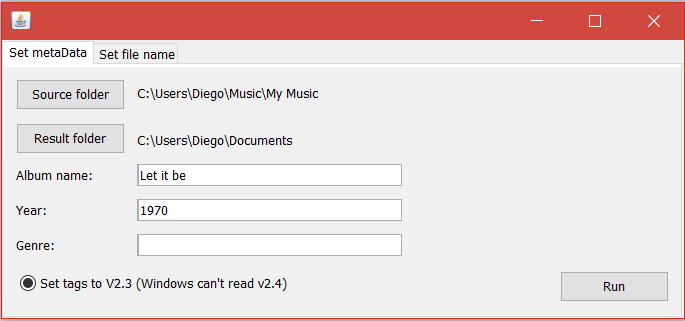 Set metaData Set file name
Source folder C:\Users\Diego\Music\My Music
Result folder C:\Users\Diego\Documents
Album name: Let it be
Year: 1970
Genre:
Set tags to V2.3 (Windows can't read v2.4) Run